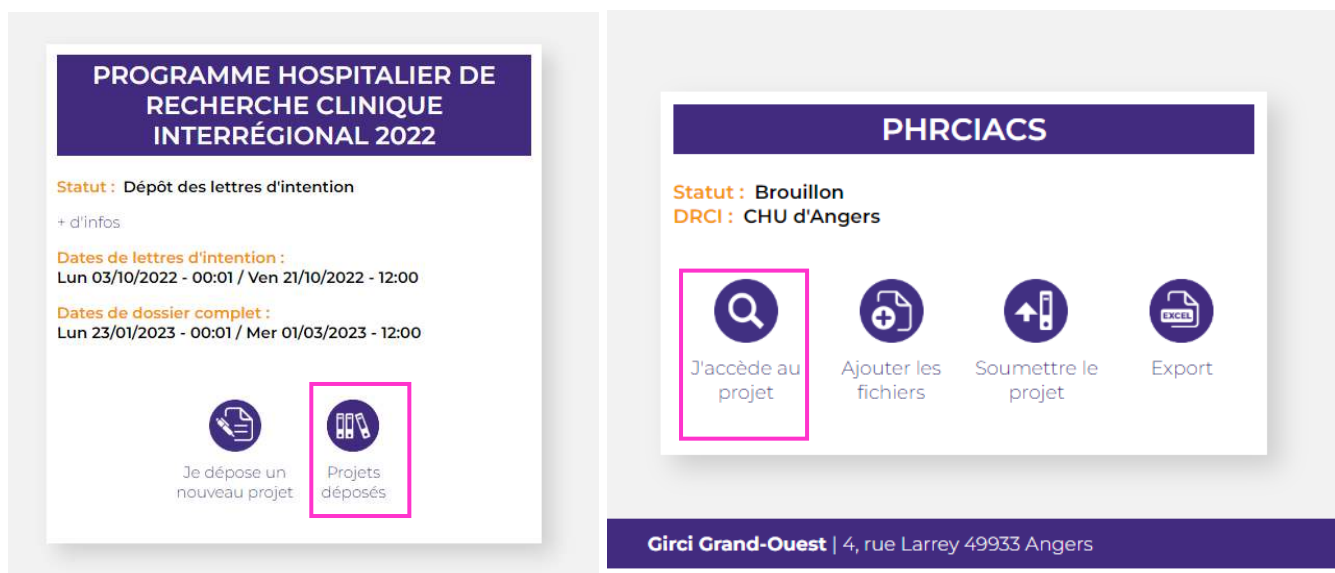 PROGRAMME HOSPITALIER DE
RECHERCHE CLINIQUE
INTERRÉGIONAL 2022
Statut : Dépôt des lettres d'intention
+ d'infos
Dates de lettres d'intention :
Lun 03/10/2022 - 00:01 / Ven 21/10/2022 - 12:00
Dates de dossier complet :
Lun 23/01/2023 - 00:01 / Mer 01/03/2023 - 12:00
Je dépose un
nouveau projet
Projets
déposés
PHRCIACS
Statut : Brouillon
DRCI : CHU d'Angers
J'accède au
projet
Ajouter les
fichiers
Soumettre le
projet
EXCEL
Export
Girci Grand-Ouest | 4, rue Larrey 49933 Angers